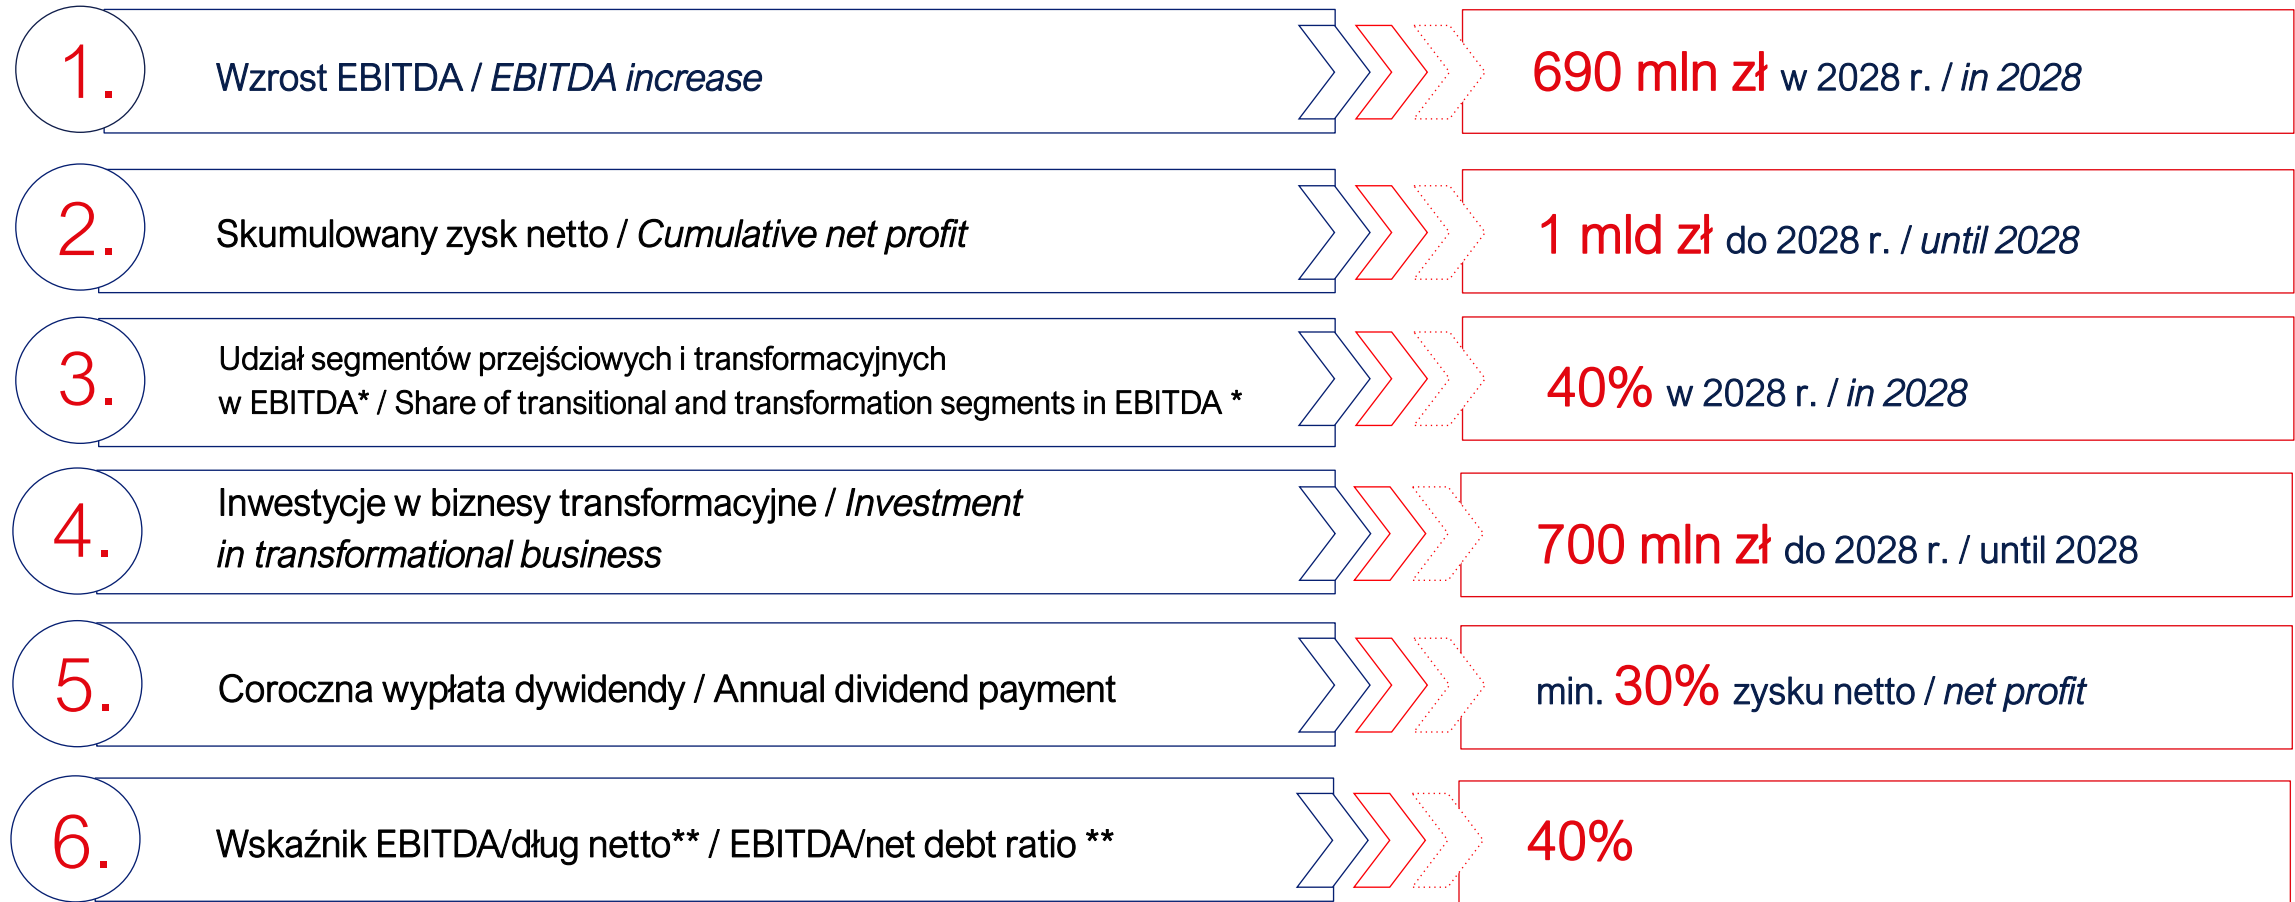 1.
Wzrost EBITDA / EBITDA increase
690 mln zł w 2028 r. / in 2028
2.
Skumulowany zysk netto / Cumulative net profit
1 mld zł do 2028 r. / until 2028
3.
Udział segmentów przejściowych i transformacyjnych
w EBITDA* / Share of transitional and transformation segments in EBITDA *
40% w 2028 r. / in 2028
4.
Inwestycje w biznesy transformacyjne / Investment
in transformational business
700 mln zł do 2028 r. / until 2028
5.
Coroczna wypłata dywidendy / Annual dividend payment
min. 30% zysku netto / net profit
6.
Wskaźnik EBITDA/dług netto** / EBITDA/net debt ratio **
40%